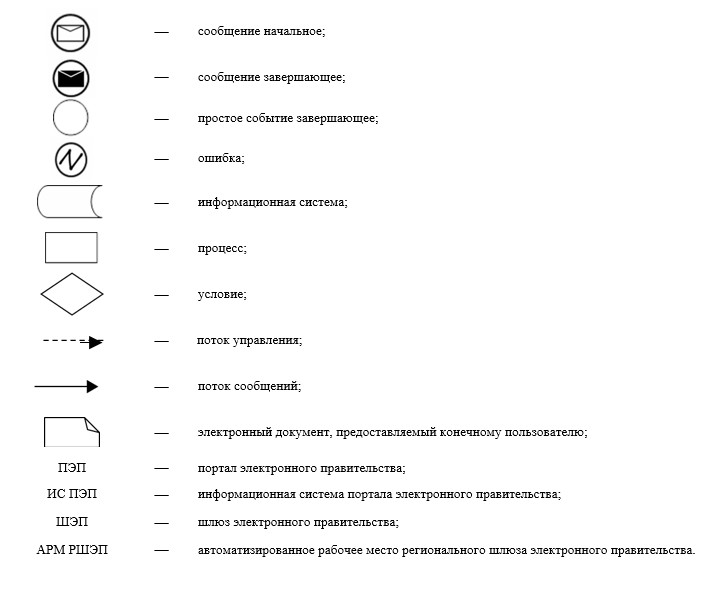 — сообщение начальное;
— сообщение завершающее;
— простое событие завершающее;
— ошибка;
— информационная система;
— процесс;
— условие;
— поток управления;
— поток сообщений;
— электронный документ, предоставляемый конечному пользователю;
ПЭП — портал электронного правительства;
ИС ПЭП — информационная система портала электронного правительства;
ШЭП — шлюз электронного правительства;
АРМ РШЭП — автоматизированное рабочее место регионального шлюза электронного правительства.